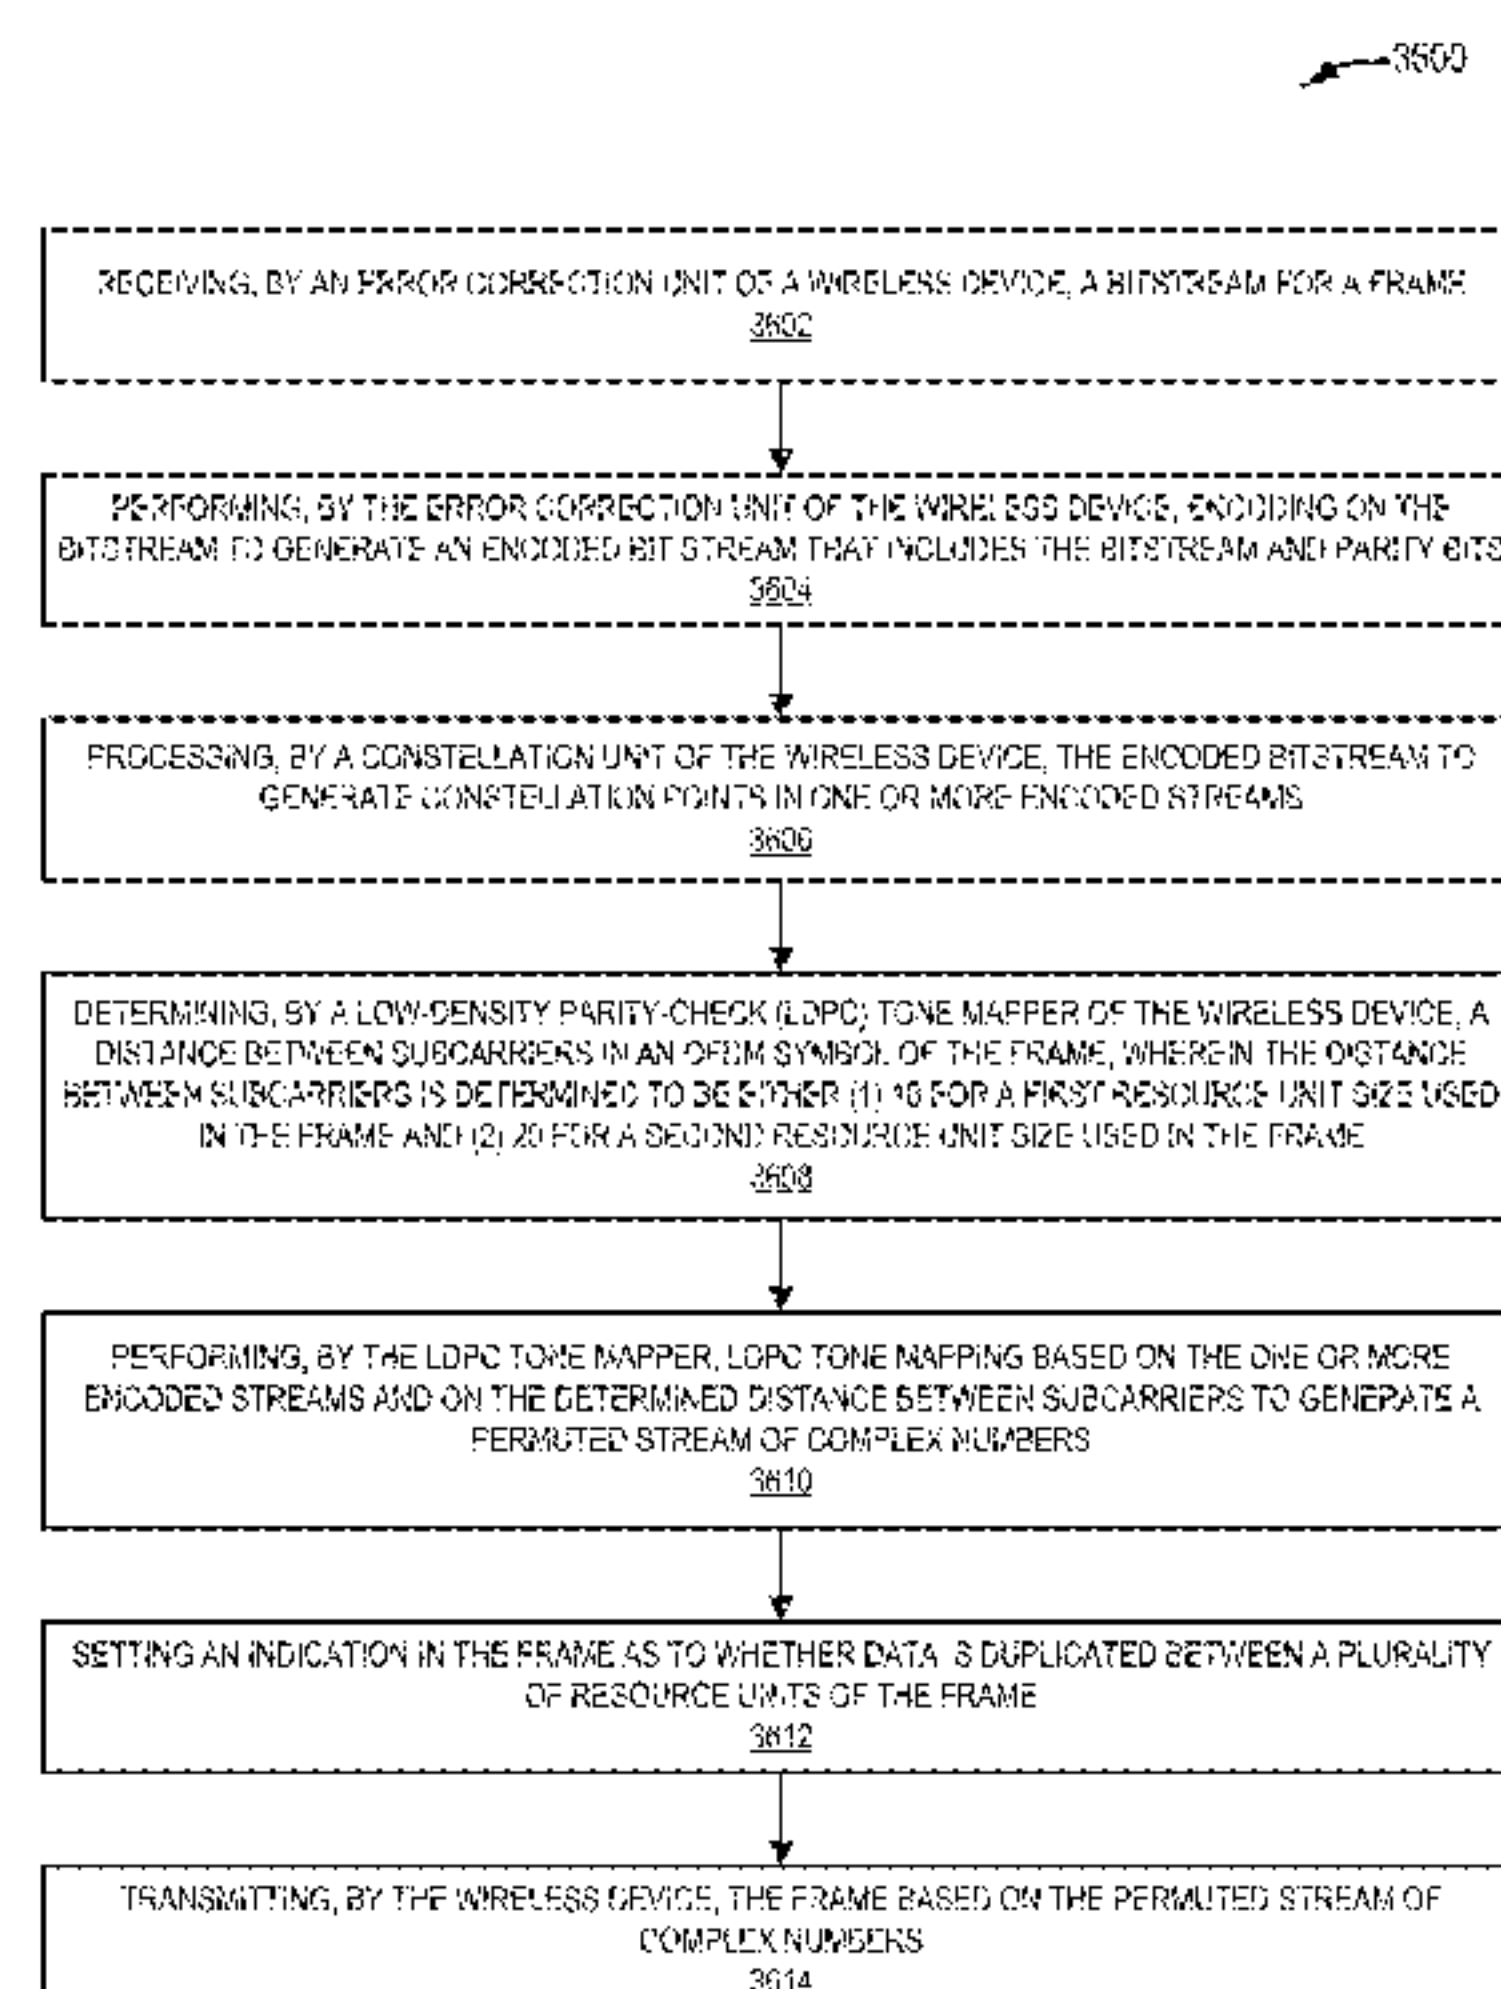 3600
RECEIVING, BY AN ERROR CORRECTION UNIT OF A WIRELESS DEVICE, A BITSTREAM FOR A FRAME
3602
PERFORMING, BY THE ERROR CORRECTION UNIT OF THE WIRELESS DEVICE, ENCODING ON THE
BITSTREAM TO GENERATE AN ENCODED BIT STREAM THAT INCLUDES THE BITSTREAM AND PARITY BITS
3604
PROCESSING, BY A CONSTELLATION UNIT OF THE WIRELESS DEVICE, THE ENCODED BITSTREAM TO
GENERATE CONSTELLATION POINTS IN ONE OR MORE ENCODED STREAMS
3606
DETERMINING, BY A LOW-DENSITY PARITY-CHECK (LDPC) TONE MAPPER OF THE WIRELESS DEVICE, A
DISTANCE BETWEEN SUBCARRIERS IN AN OFDM SYMBOL OF THE FRAME, WHEREIN THE DISTANCE
BETWEEN SUBCARRIERS IS DETERMINED TO BE EITHER (1) FOR A FIRST RESOURCE UNIT SIZE USED
IN THE FRAME AND (2) 20 FOR A SECOND RESOURCE UNIT SIZE USED IN THE FRAME
3608
PERFORMING, BY THE LDPC TONE MAPPER, LDPC TONE MAPPING BASED ON THE ONE OR MORE
ENCODED STREAMS AND ON THE DETERMINED DISTANCE BETWEEN SUBCARRIERS TO GENERATE A
PERMUTED STREAM OF COMPLEX NUMBERS
3610
SETTING AN INDICATION IN THE FRAME AS TO WHETHER DATA IS DUPLICATED BETWEEN A PLURALITY
OF RESOURCE UNITS OF THE FRAME
3612
TRANSMITTING, BY THE WIRELESS DEVICE, THE FRAME BASED ON THE PERMUTED STREAM OF
COMPLEX NUMBERS
3614